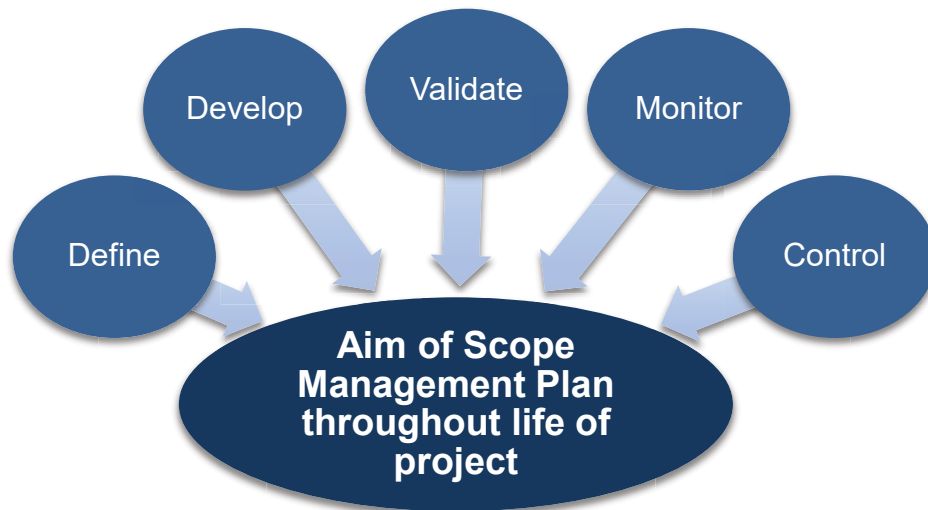 Define
Develop
Validate
Monitor
Control
Aim of Scope
Management Plan
throughout life of
project